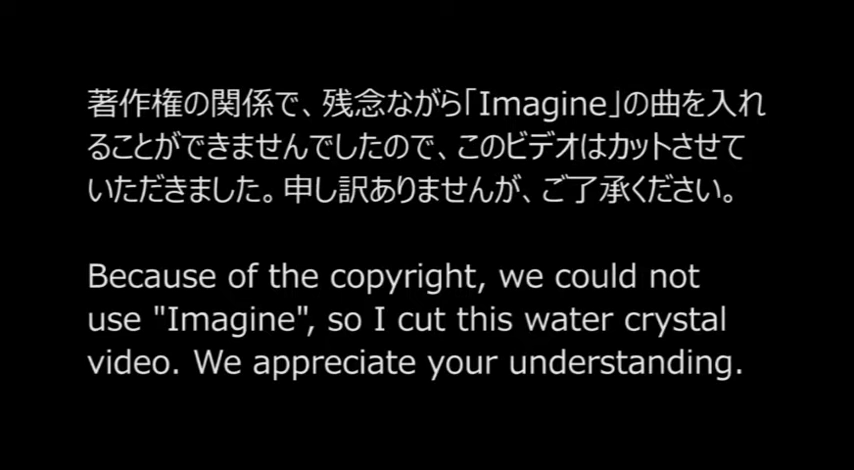 著作権の関係で、残念ながら「Imagine」の曲を入れ
ることができませんでしたので、このビデオはカットさせて
いただきました。申し訳ありませんが、ご了承ください。
Because of the copyright, we could not
use "Imagine", so I cut this water crystal
video. We appreciate your understanding.